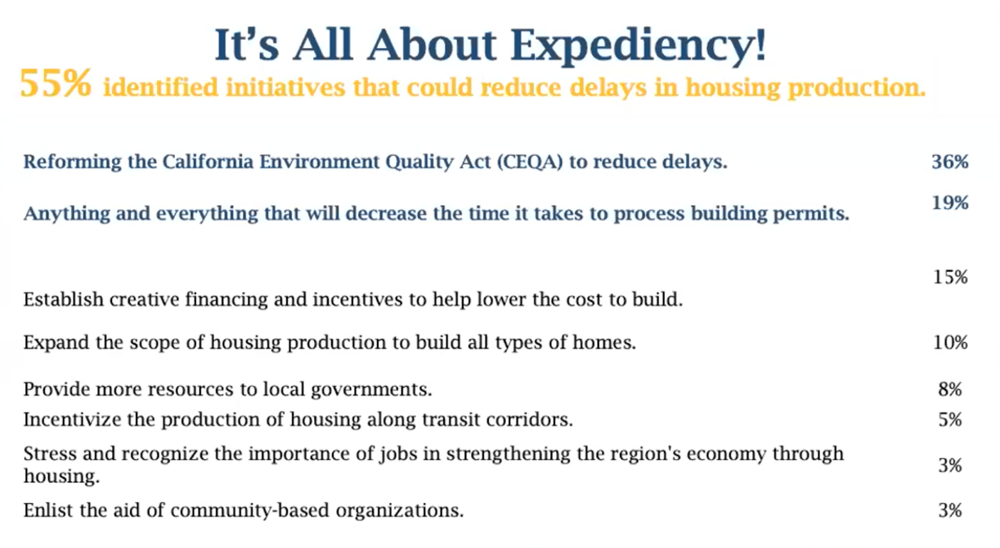 It's All About Expediency!
55% identified initiatives that could reduce delays in housing production.
Reforming the California Environment Quality Act (CEQA) to reduce delays. 36%
Anything and everything that will decrease the time it takes to process building permits. 19%
Establish creative financing and incentives to help lower the cost to build. 15%
Expand the scope of housing production to build all types of homes. 10%
Provide more resources to local governments. 8%
Incentivize the production of housing along transit corridors. 5%
Stress and recognize the importance of jobs in strengthening the region's economy through
housing. 3%
Enlist the aid of community-based organizations. 3%